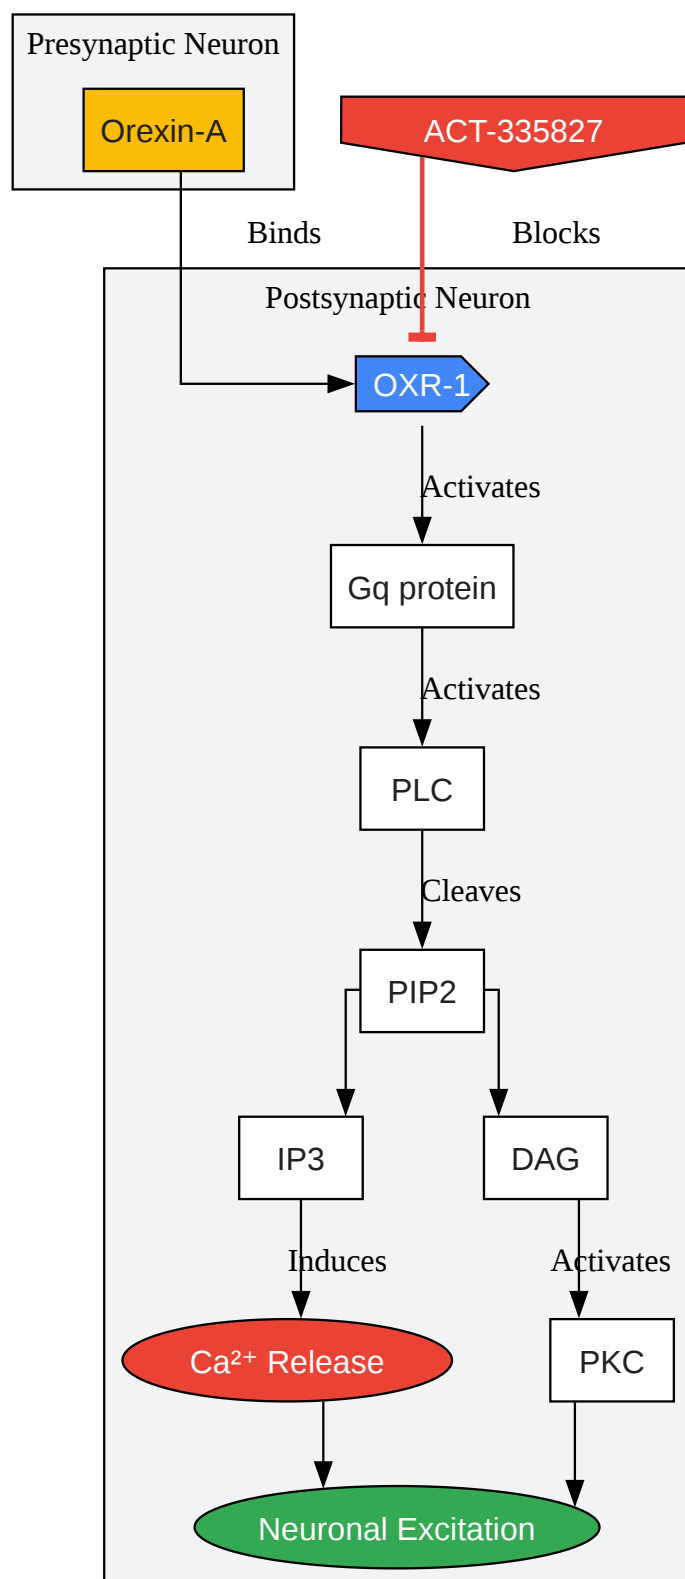 Presynaptic Neuron
Orexin-A
ACT-335827
Binds
Blocks
Postsynaptic Neuron
OXR-1
Activates
Gq protein
Activates
PLC
Cleaves
PIP2
IP3
DAG
Induces
Activates
Ca²⁺ Release
PKC
Neuronal Excitation